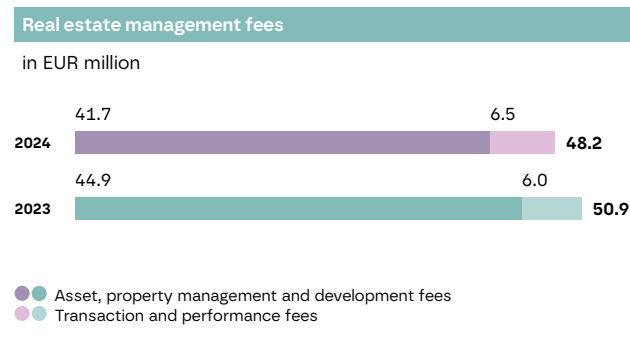 Real estate management fees
in EUR million
41.7 6.5
2024 48.2
44.9 6.0
2023 50.9
Asset, property management and development fees
Transaction and performance fees